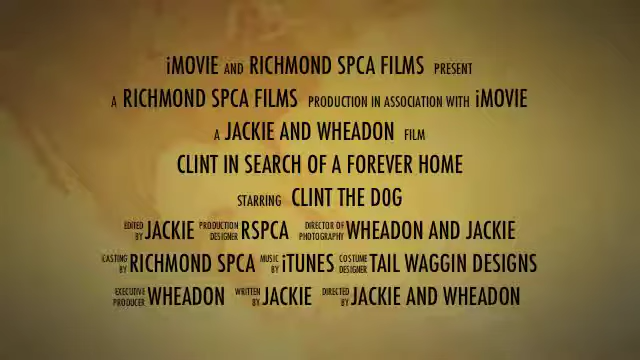 iMOVIE AND RICHMOND SPCA FILMS PRESENT
A RICHMOND SPCA FILMS PRODUCTION IN ASSOCIATION WITH iMOVIE
A JACKIE AND WHEADON FILM
CLINT IN SEARCH OF A FOREVER HOME
STARRING CLINT THE DOG
EDITED BY JACKIE PRODUCTION DESIGNER RSPCA DIRECTOR OF PHOTOGRAPHY WHEADON AND JACKIE
CASTING BY RICHMOND SPCA MUSIC BY iTUNES COSTUME DESIGNER TAIL WAGGIN DESIGNS
EXECUTIVE PRODUCER WHEADON WRITTEN BY JACKIE DIRECTED BY JACKIE AND WHEADON